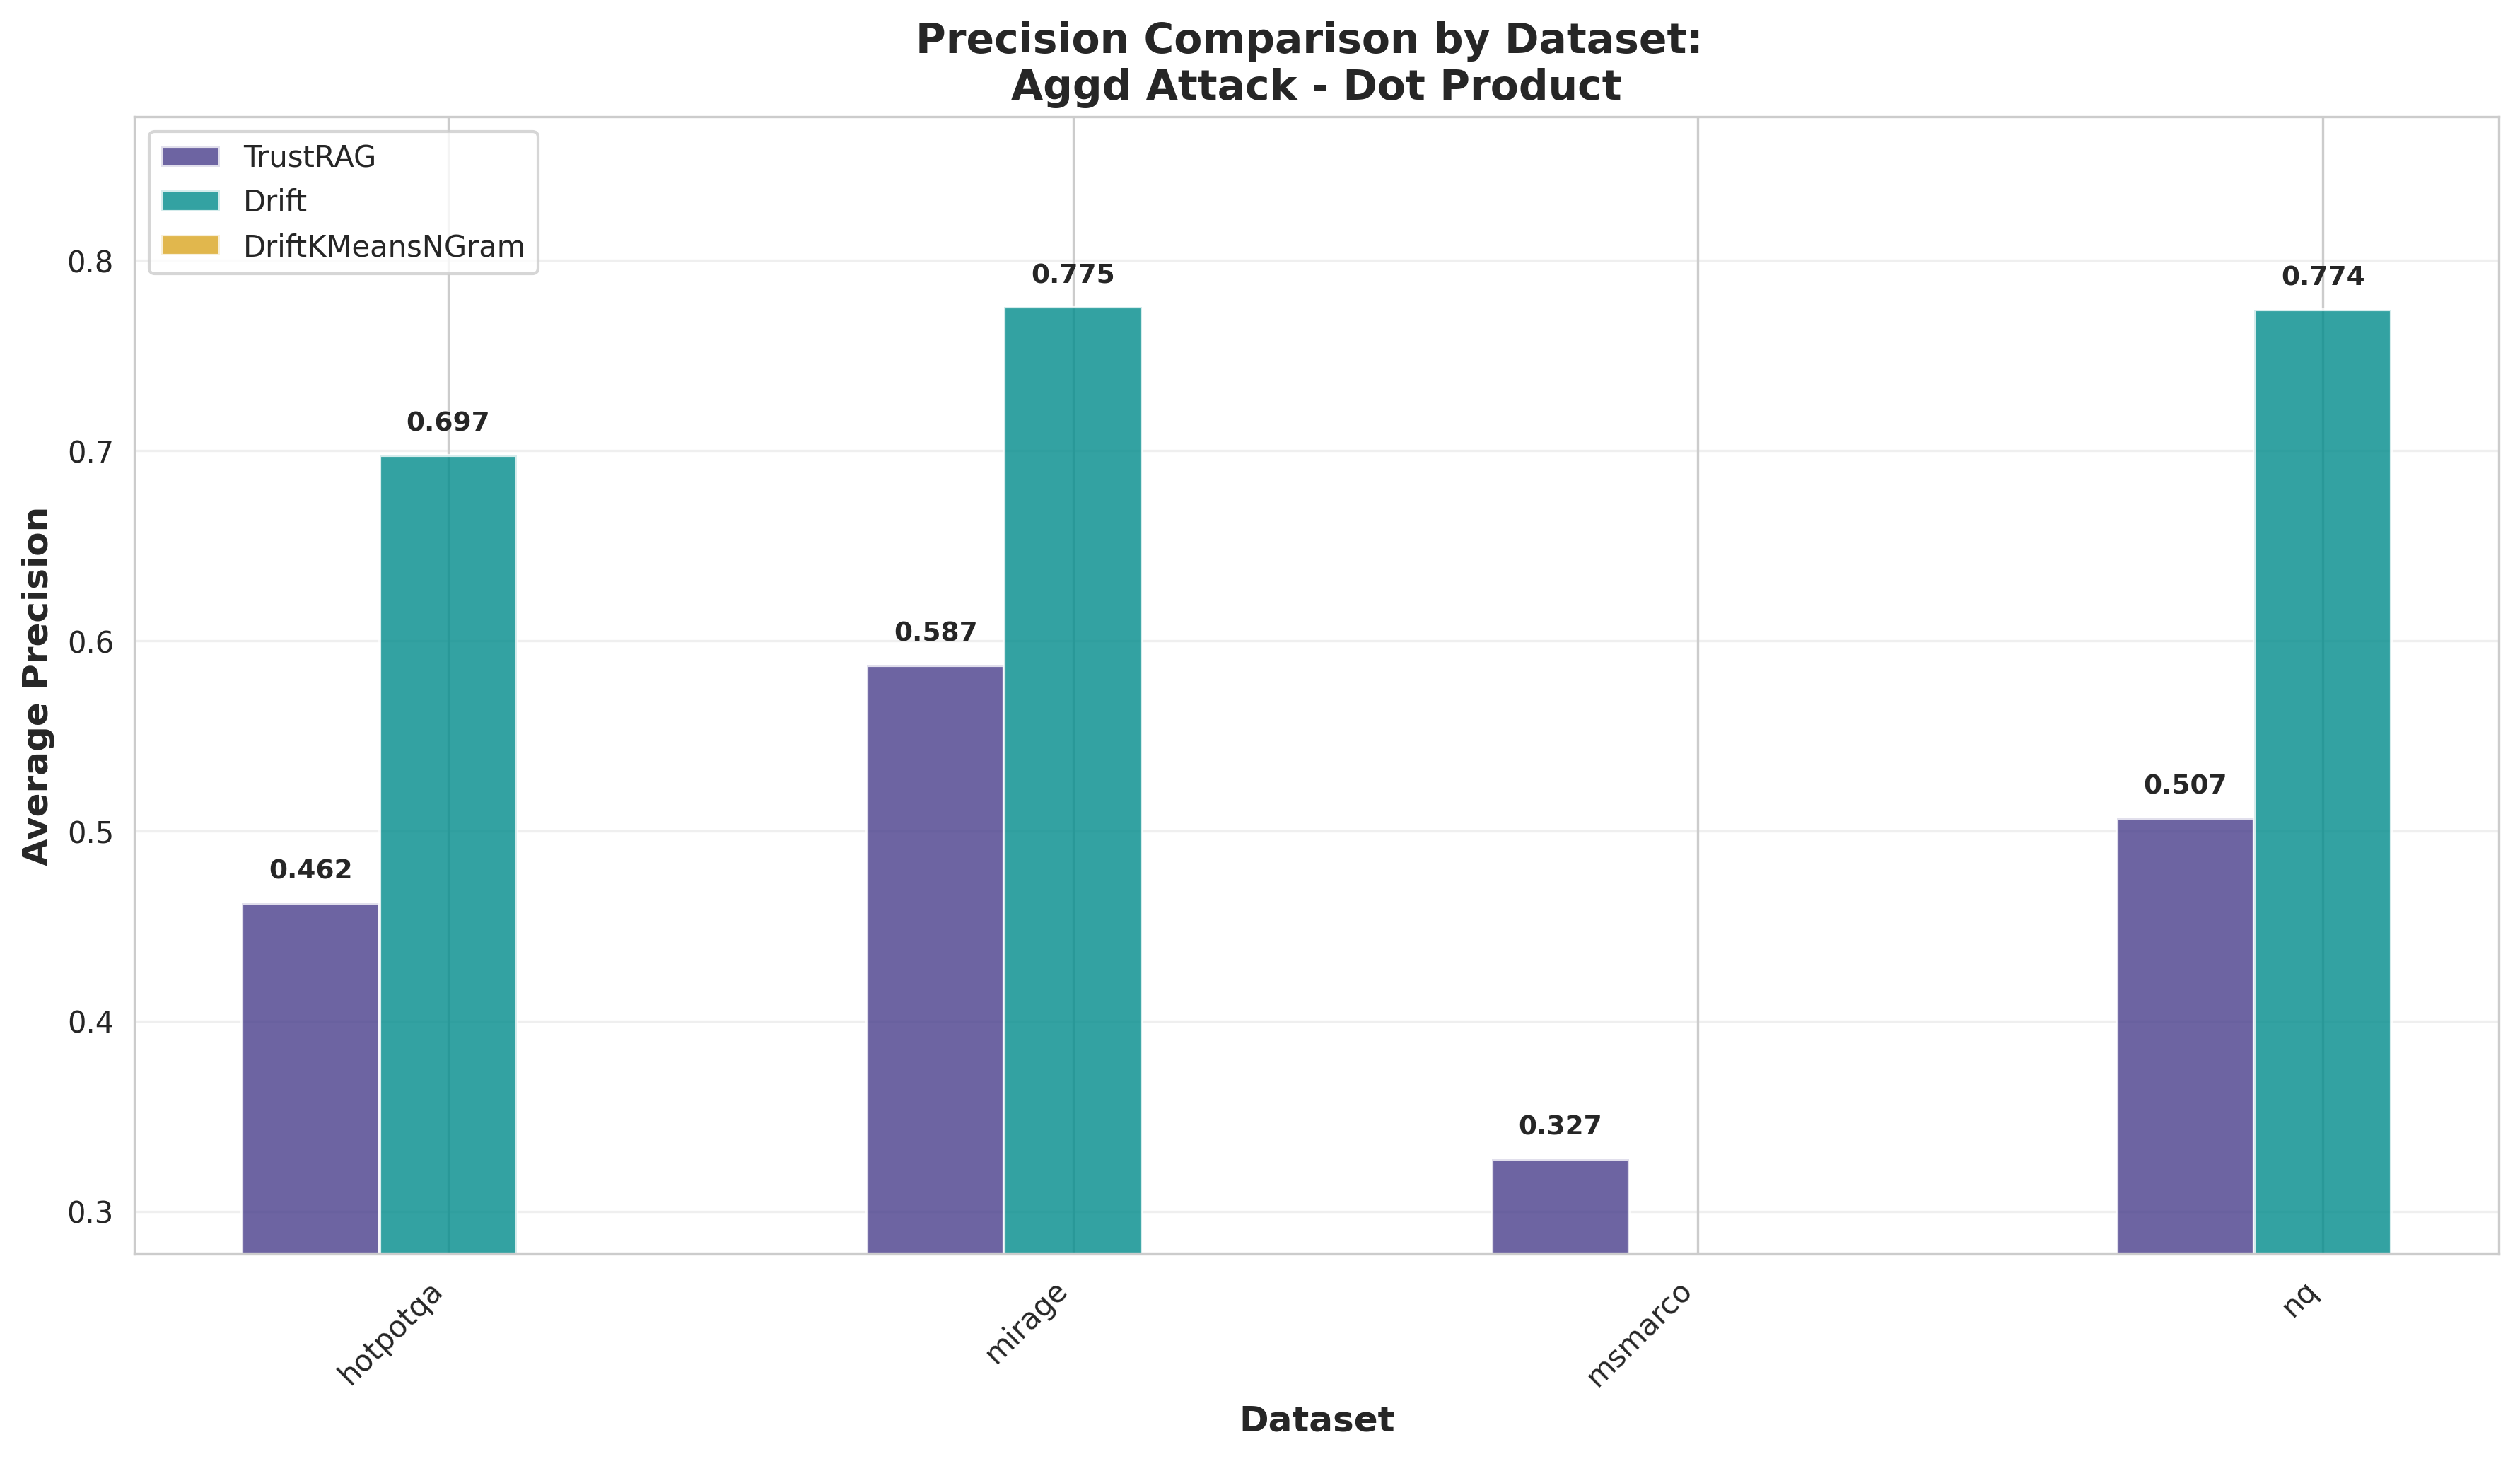 Precision Comparison by Dataset:
Aggd Attack - Dot Product
TrustRAG
Drift
DriftKMeansNGram
Average Precision
0.8
0.7
0.6
0.5
0.4
0.3
0.462
0.697
0.587
0.775
0.327
0.507
0.774
hotpotqa
mirage
msmarco
nq
Dataset